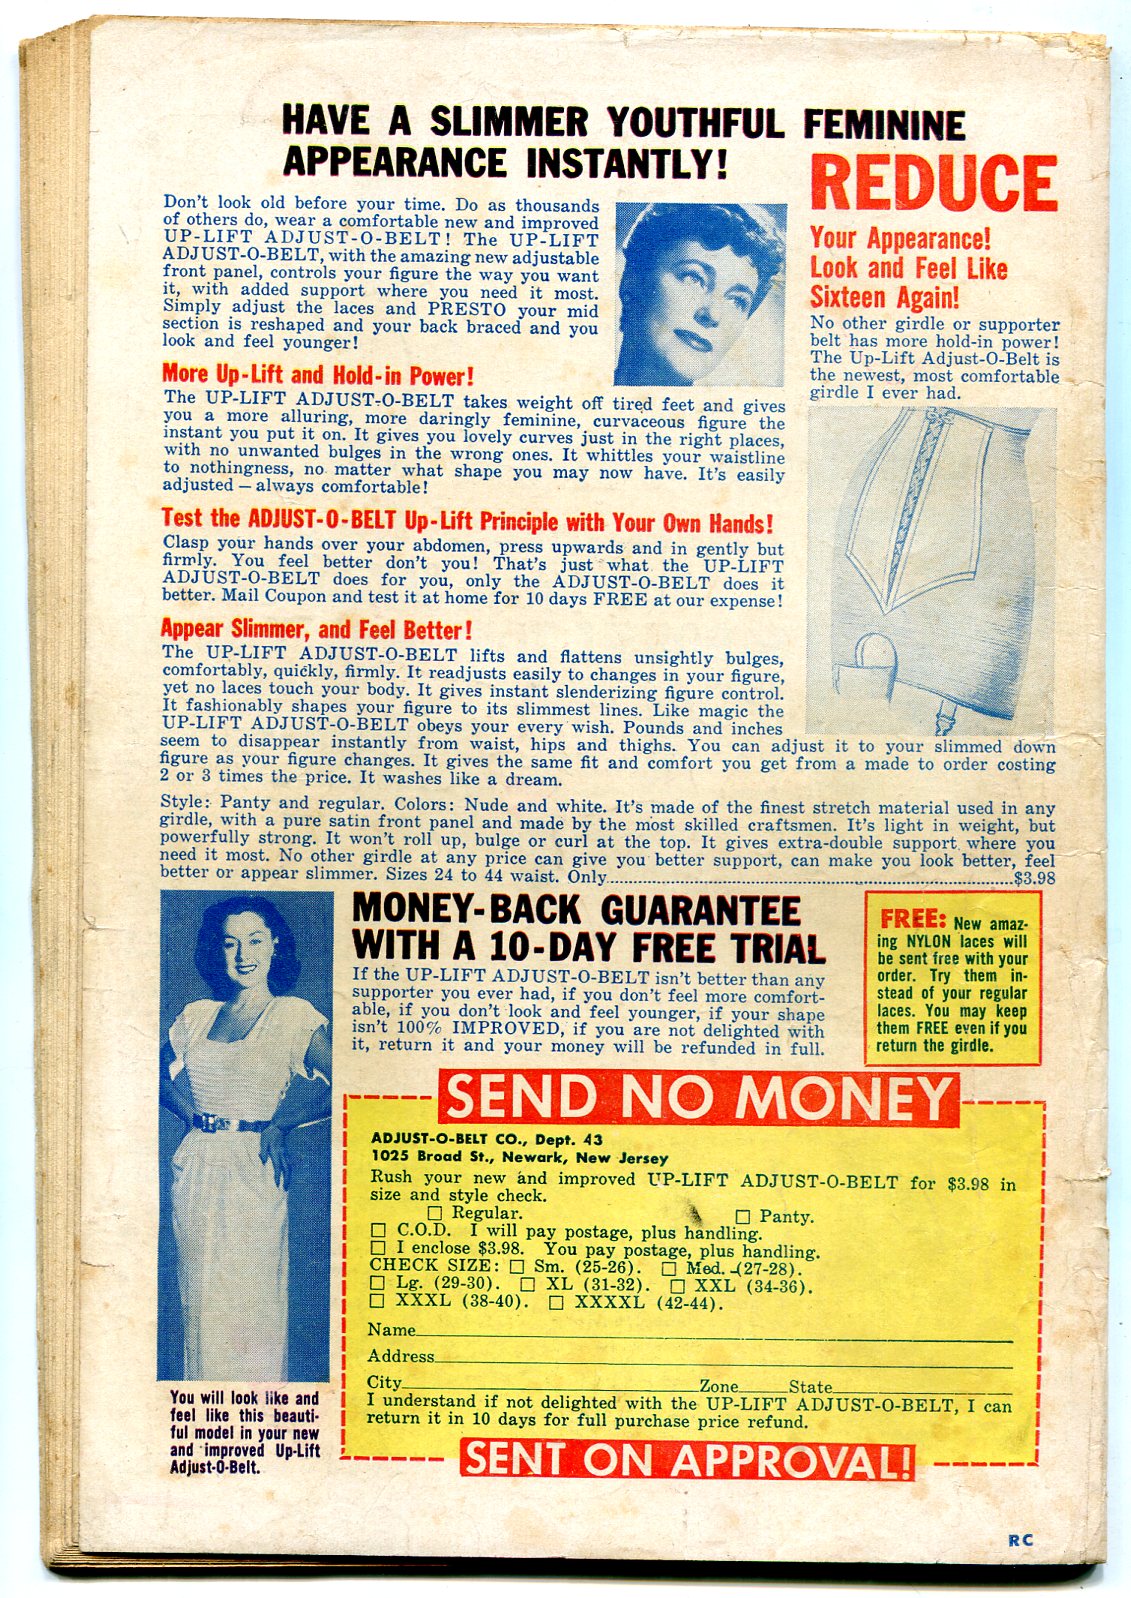 HAVE A SLIMMER YOUTHFUL FEMININE
APPEARANCE INSTANTLY!
Don't look old before your time. Do as thousands
of others do, wear a comfortable new and improved
UP-LIFT ADJUST-O-BELT! The UP-LIFT
ADJUST-O-BELT, with the amazing new adjustable
front panel, controls your figure the way you want
it, with added support where you need it most.
Simply adjust the laces and PRESTO your mid
section is reshaped and your back braced and you
look and feel younger!
REDUCE
Your Appearance!
Look and Feel Like
Sixteen Again!
No other girdle or supporter
belt has more hold-in power!
The Up-Lift Adjust-O-Belt is
the newest, most comfortable
girdle I ever had.
More Up-Lift and Hold-in Power!
The UP-LIFT ADJUST-O-BELT takes weight off tired feet and gives
you a more alluring, more daringly feminine, curvaceous figure the
instant you put it on. It gives you lovely curves just in the right places,
with no unwanted bulges in the wrong ones. It whittles your waistline
to nothingness, no matter what shape you may now have. It's easily
adjusted — always comfortable!
Test the ADJUST-O-BELT Up-Lift Principle with Your Own Hands!
Clasp your hands over your abdomen, press upwards and in gently but
firmly. You feel better don't you! That's just what the UP-LIFT
ADJUST-O-BELT does for you, only the ADJUST-O-BELT does it
better. Mail Coupon and test it at home for 10 days FREE at our expense!
Appear Slimmer, and Feel Better!
The UP-LIFT ADJUST-O-BELT lifts and flattens unsightly bulges,
comfortably, quickly, firmly. It readjusts easily to changes in your figure,
yet no laces touch your body. It gives instant slenderizing figure control.
It fashionably shapes your figure to its slimmest lines. Like magic the
UP-LIFT ADJUST-O-BELT obeys your every wish. Pounds and inches
seem to disappear instantly from waist, hips and thighs. You can adjust it to your slimmed down
figure as your figure changes. It gives the same fit and comfort you get from a made to order costing
2 or 3 times the price. It washes like a dream.
Style: Panty and regular. Colors: Nude and white. It's made of the finest stretch material used in any
girdle, with a pure satin front panel and made by the most skilled craftsmen. It's light in weight, but
powerfully strong. It won't roll up, bulge or curl at the top. It gives extra-double support where you
need it most. No other girdle at any price can give you better support, can make you look better, feel
better or appear slimmer. Sizes 24 to 44 waist. Only..........$3.98
MONEY-BACK GUARANTEE
WITH A 10-DAY FREE TRIAL
If the UP-LIFT ADJUST-O-BELT isn't better than any
supporter you ever had, if you don't feel more comfort-
able, if you don't look and feel younger, if your shape
isn't 100% IMPROVED, if you are not delighted with
it, return it and your money will be refunded in full.
FREE: New amaz-
ing NYLON laces will
be sent free with your
order. Try them in-
stead of your regular
laces. You may keep
them FREE even if you
return the girdle.
SEND NO MONEY
ADJUST-O-BELT CO., Dept. 43
1025 Broad St., Newark, New Jersey
Rush your new and improved UP-LIFT ADJUST-O-BELT for $3.98 in
size and style check.
☐ Regular. ☐ Panty.
☐ C.O.D. I will pay postage, plus handling.
☐ I enclose $3.98. You pay postage, plus handling.
CHECK SIZE: ☐ Sm. (25-26). ☐ Med. (27-28).
☐ Lg. (29-30). ☐ XL (31-32). ☐ XXL (34-36).
☐ XXXL (38-40). ☐ XXXXL (42-44).
Name
Address
City Zone State
I understand if not delighted with the UP-LIFT ADJUST-O-BELT, I can
return it in 10 days for full purchase price refund.
SENT ON APPROVAL!
You will look like and
feel like this beauti-
ful model in your new
and improved Up-Lift
Adjust-O-Belt.
RC